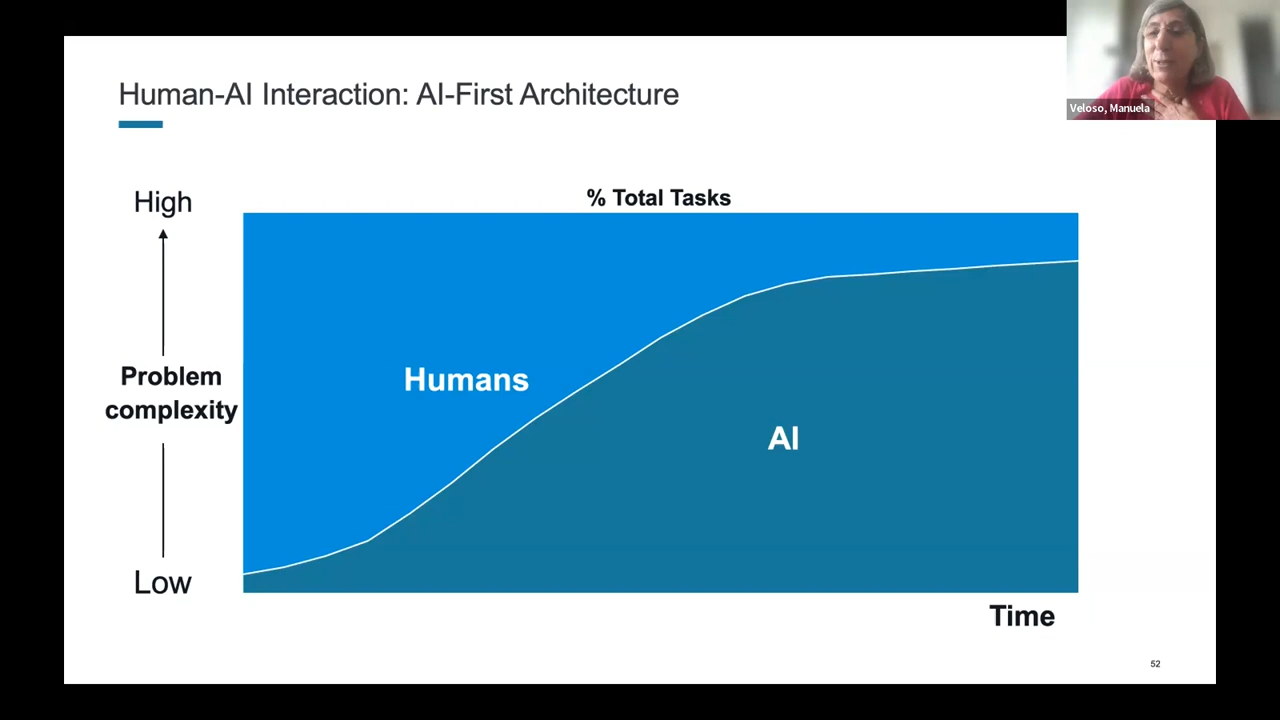 Human-AI Interaction: AI-First Architecture
Veloso, Manuela
High
% Total Tasks
Problem
complexity
Humans
AI
Low
Time
52